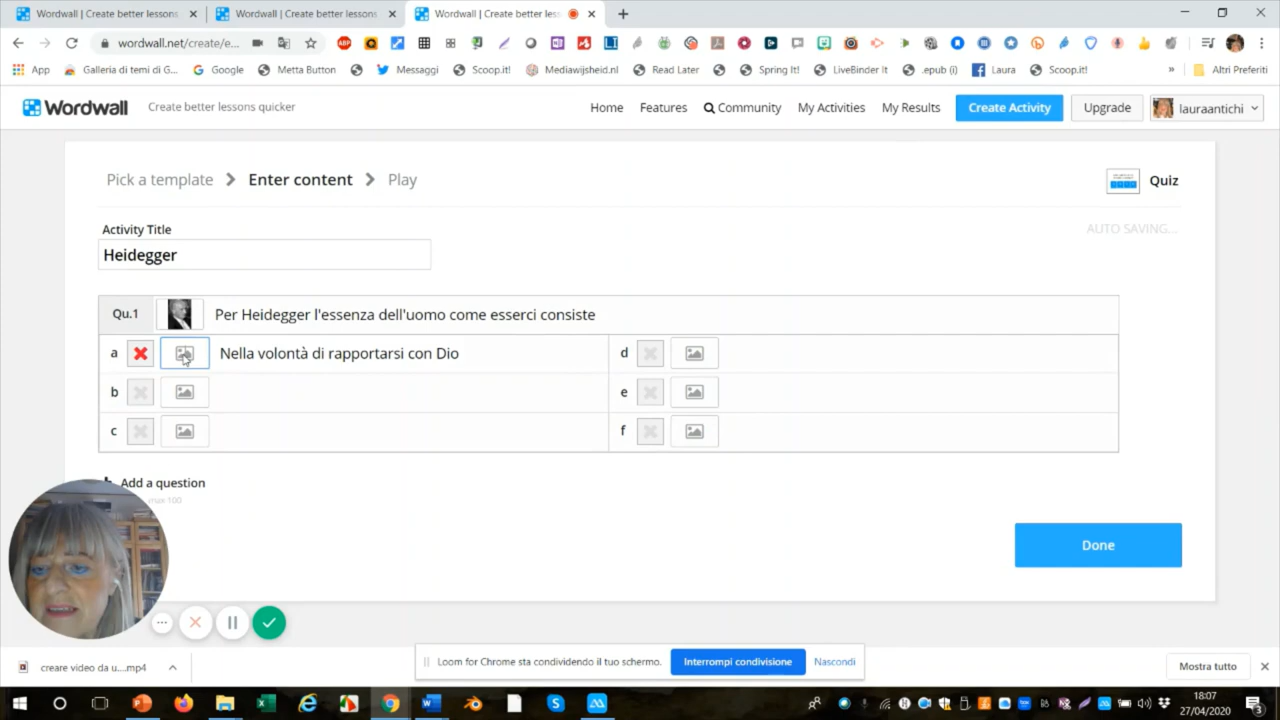 Wordwall | Create better lessons
Wordwall | Create better lessons
Wordwall | Create better les
wordwall.net/create/e...
App
Galleria di temi di G...
Google
Metta Button
Messaggi
Scoop.it!
Mediawijsheid.nl
Read Later
Spring It!
LiveBinder It
.epub (i)
Laura
Scoop.it!
»
Altri Preferiti
Wordwall
Create better lessons quicker
Home
Features
Community
My Activities
My Results
Create Activity
Upgrade
lauraantichi
Pick a template
Enter content
Play
Quiz
Activity Title
AUTO SAVING...
Heidegger
Qu.1
Per Heidegger l'essenza dell'uomo come esserci consiste
a
Nella volontà di rapportarsi con Dio
d
b
e
c
f
Add a question
max 100
Done
Loom for Chrome sta condividendo il tuo schermo.
Interrompi condivisione
Nascondi
creare video da u....mp4
Mostra tutto
18:07
27/04/2020